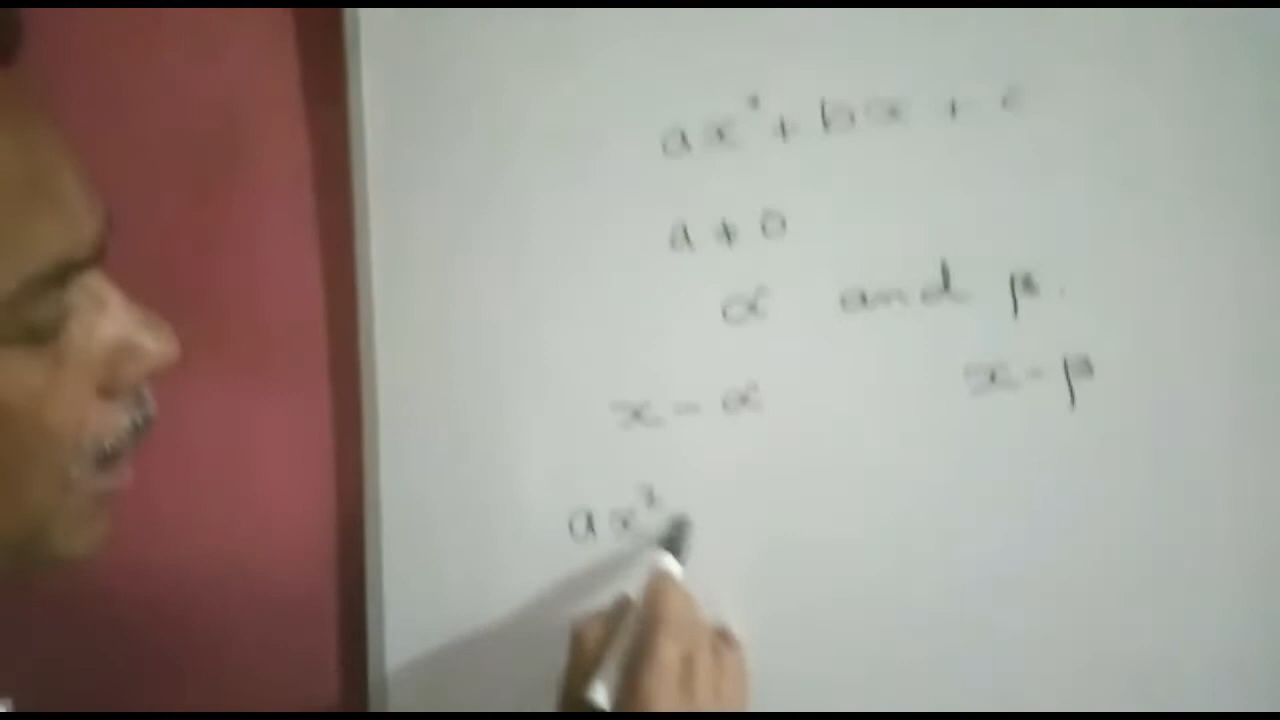 ax² + bx + c
a ≠ 0
α and β.
x - α x - β
ax²